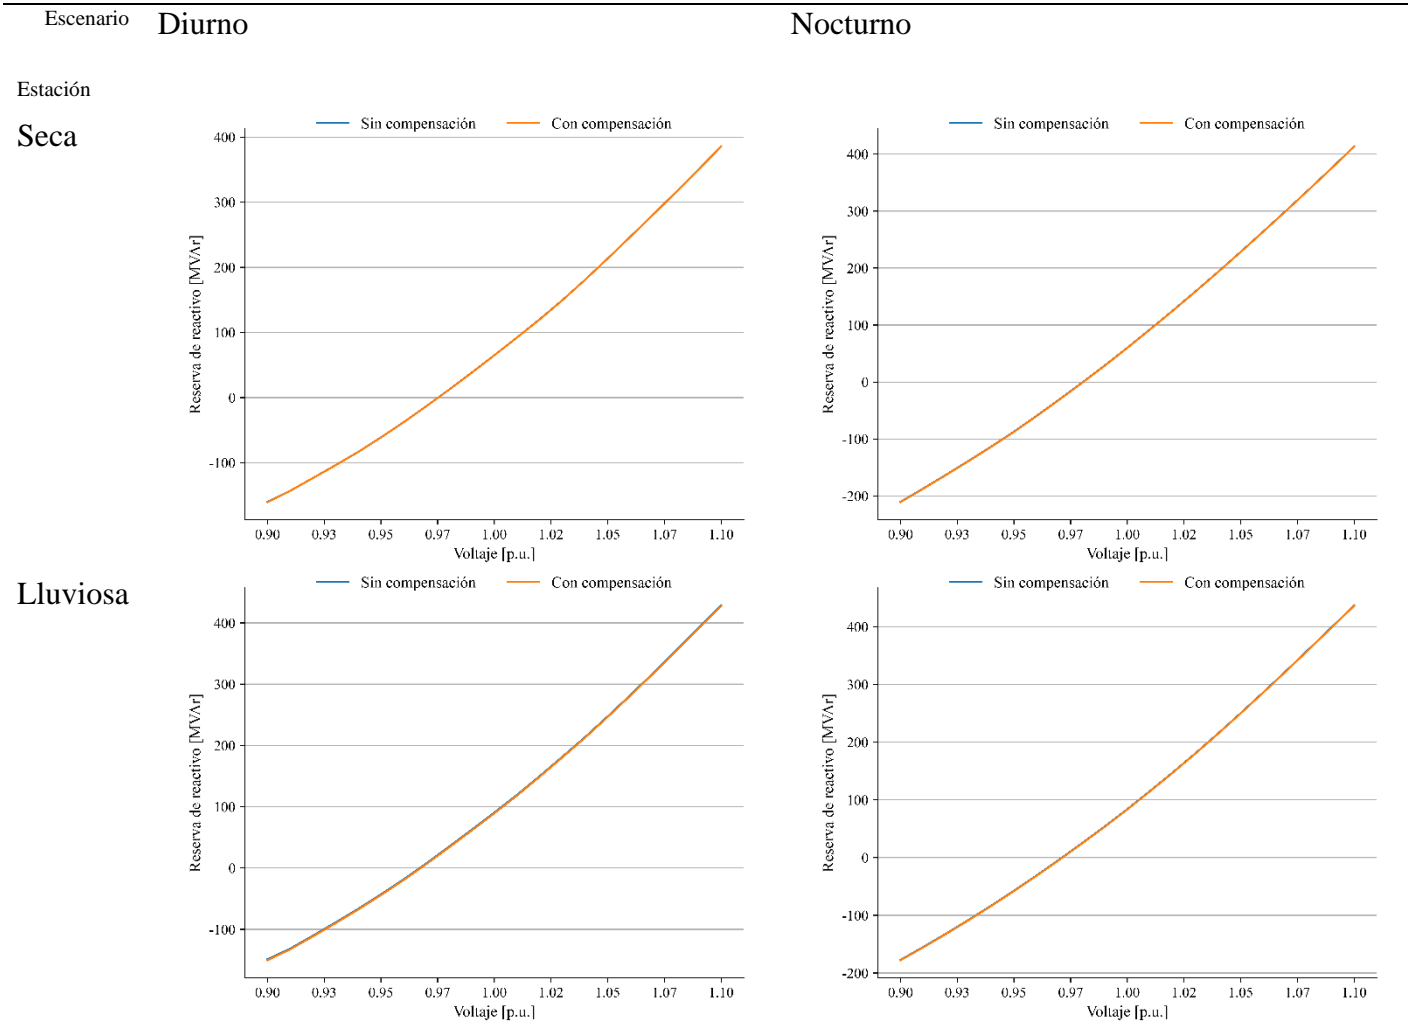 Escenario Diurno Nocturno
Estación
Seca
Sin compensación Con compensación
400
300
200
100
0
-100
Reserva de reactivo [MVAr]
0.90 0.93 0.95 0.97 1.00 1.02 1.05 1.07 1.10
Voltaje [p.u.]
Sin compensación Con compensación
400
300
200
100
0
-100
-200
Reserva de reactivo [MVAr]
0.90 0.93 0.95 0.97 1.00 1.02 1.05 1.07 1.10
Voltaje [p.u.]
Lluviosa
Sin compensación Con compensación
400
300
200
100
0
-100
Reserva de reactivo [MVAr]
0.90 0.93 0.95 0.97 1.00 1.02 1.05 1.07 1.10
Voltaje [p.u.]
Sin compensación Con compensación
400
300
200
100
0
-100
-200
Reserva de reactivo [MVAr]
0.90 0.93 0.95 0.97 1.00 1.02 1.05 1.07 1.10
Voltaje [p.u.]